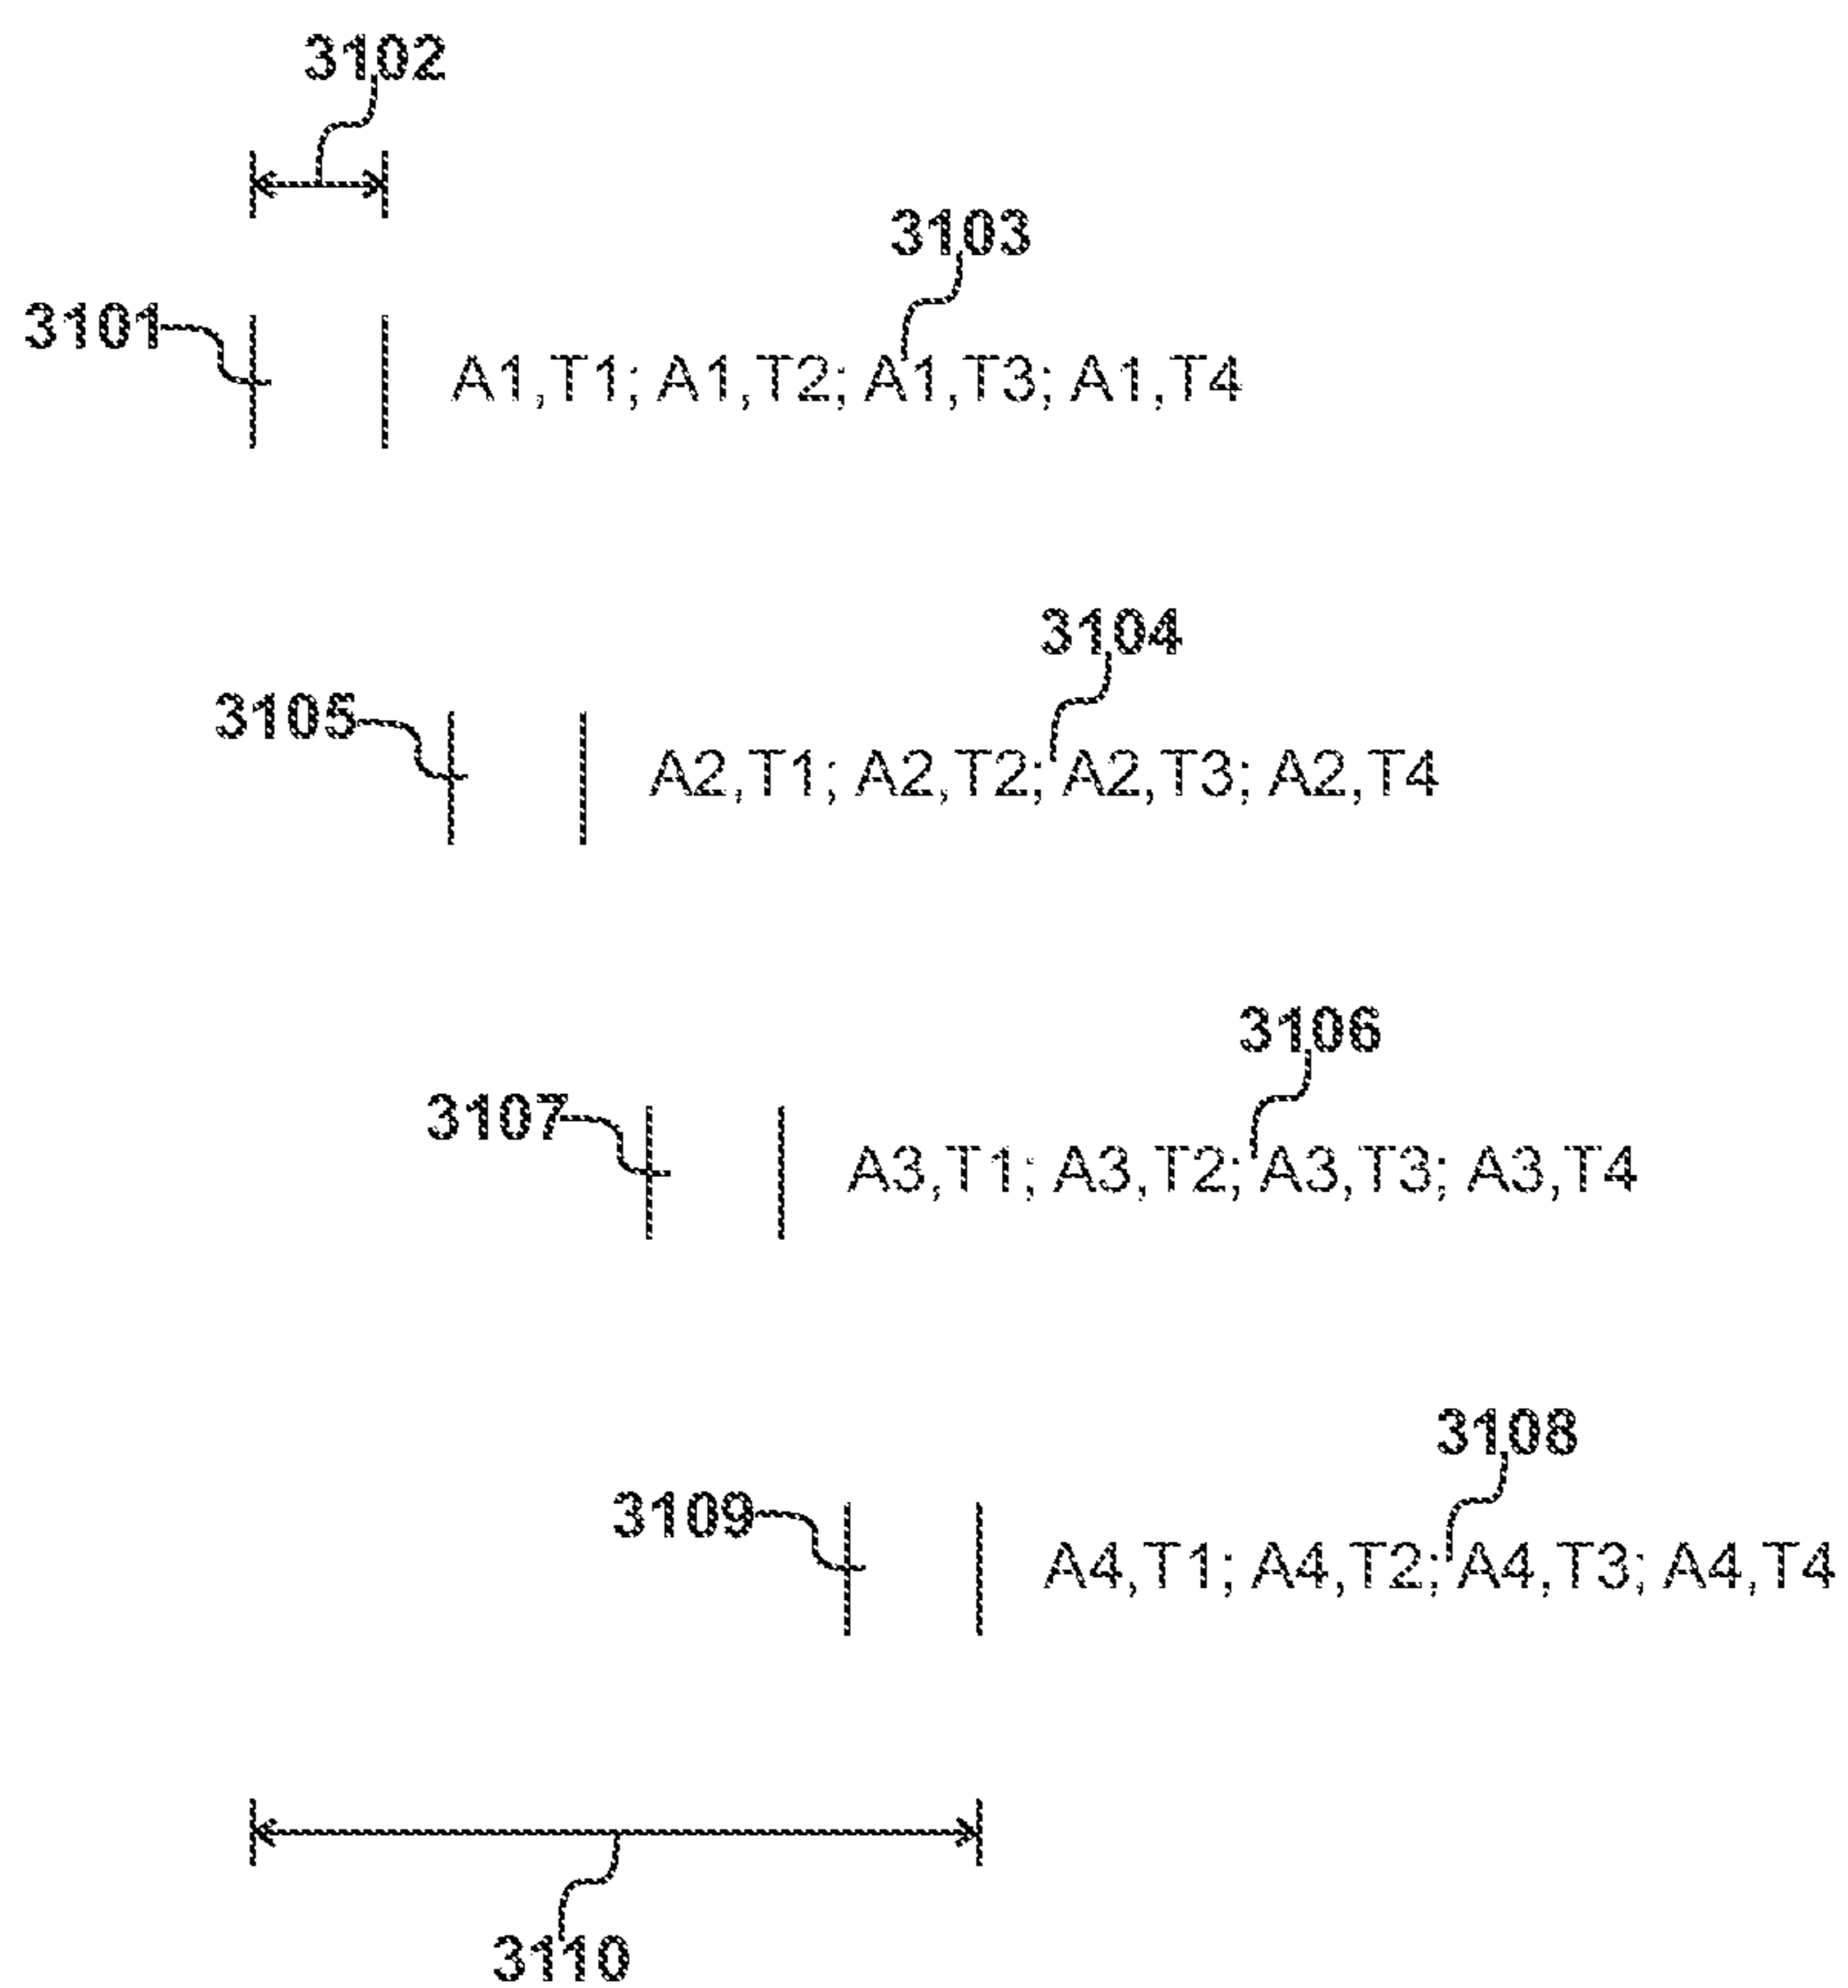 3102
3103
3101
A1,T1; A1,T2; A1,T3; A1,T4
3104
3105
A2,T1; A2,T2; A2,T3; A2,T4
3106
3107
A3,T1; A3,T2; A3,T3; A3,T4
3108
3109
A4,T1; A4,T2; A4,T3; A4,T4
3110